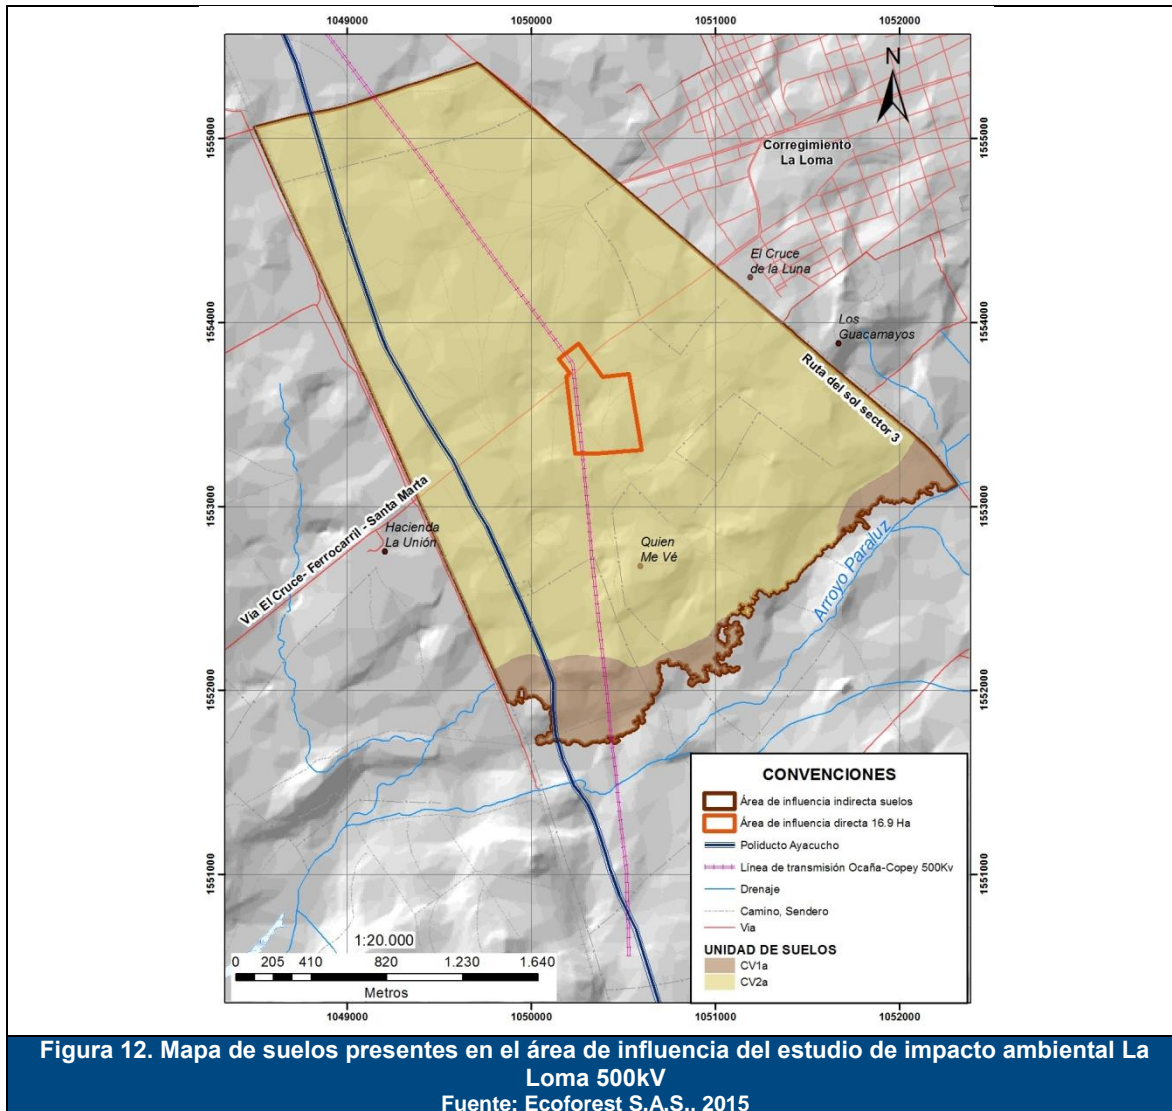 1049000
1050000
1051000
1052000
N
1555000
1555000
Corregimiento
La Loma
El Cruce
de la Luna
1554000
1554000
Los
Guacamayos
Ruta del sol sector 3
1553000
1553000
Vía El Cruce- Ferrocarril - Santa Marta
Hacienda
La Unión
Quien
Me Vé
Arroyo Paraluz
1552000
1552000
1551000
1551000
CONVENCIONES
Área de influencia indirecta suelos
Área de influencia directa 16.9 Ha
Poliducto Ayacucho
Línea de transmisión Ocaña-Copey 500Kv
Drenaje
Camino, Sendero
Via
UNIDAD DE SUELOS
CV1a
CV2a
1:20.000
0 205 410 820 1.230 1.640
Metros
1049000
1050000
1051000
1052000
Figura 12. Mapa de suelos presentes en el área de influencia del estudio de impacto ambiental La
Loma 500kV
Fuente: Ecoforest S.A.S., 2015